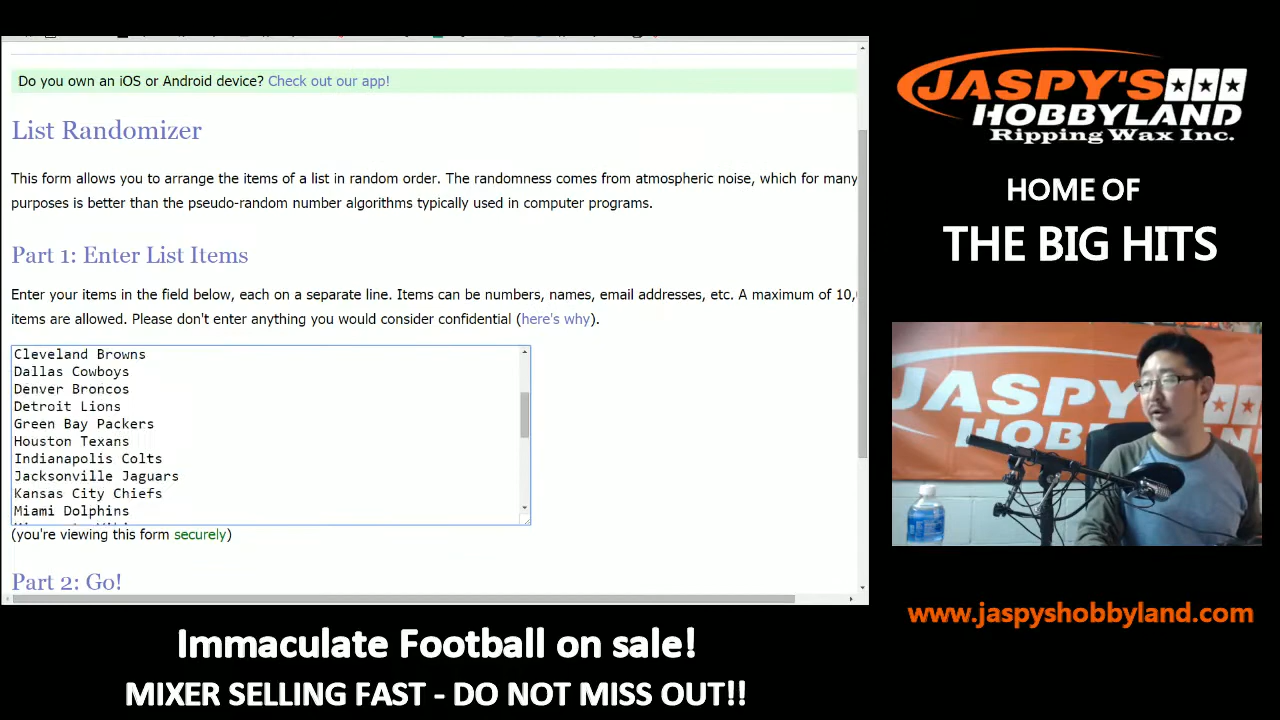 Do you own an iOS or Android device? Check out our app!
List Randomizer
This form allows you to arrange the items of a list in random order. The randomness comes from atmospheric noise, which for many
purposes is better than the pseudo-random number algorithms typically used in computer programs.
Part 1: Enter List Items
Enter your items in the field below, each on a separate line. Items can be numbers, names, email addresses, etc. A maximum of 10,
items are allowed. Please don't enter anything you would consider confidential (here's why).
Cleveland Browns
Dallas Cowboys
Denver Broncos
Detroit Lions
Green Bay Packers
Houston Texans
Indianapolis Colts
Jacksonville Jaguars
Kansas City Chiefs
Miami Dolphins
(you're viewing this form securely)
Part 2: Go!
JASPY'S
HOBBYLAND
Ripping Wax Inc.
HOME OF
THE BIG HITS
JASPY'S
www.jaspyshobbyland.com
Immaculate Football on sale!
MIXER SELLING FAST - DO NOT MISS OUT!!